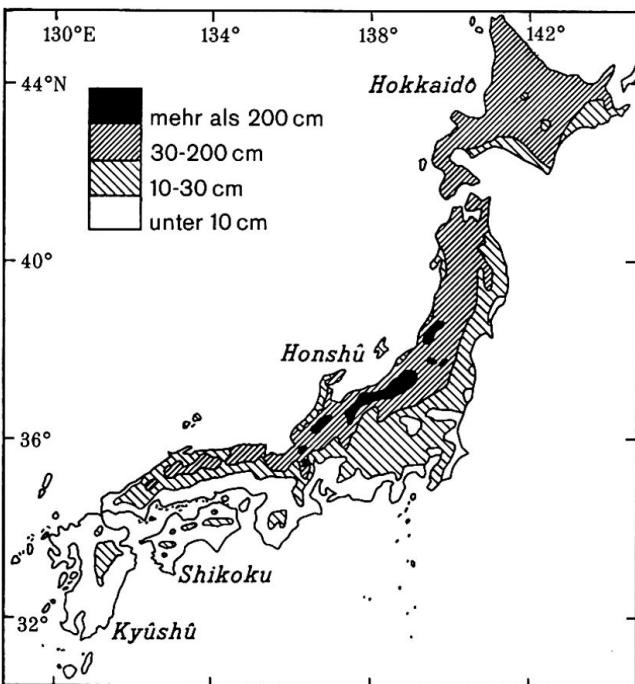 130°E 134° 138° 142°
44°N
Hokkaidô
mehr als 200 cm
30-200 cm
10-30 cm
unter 10 cm
40°
Honshû
36°
Shikoku
32°
Kyûshû